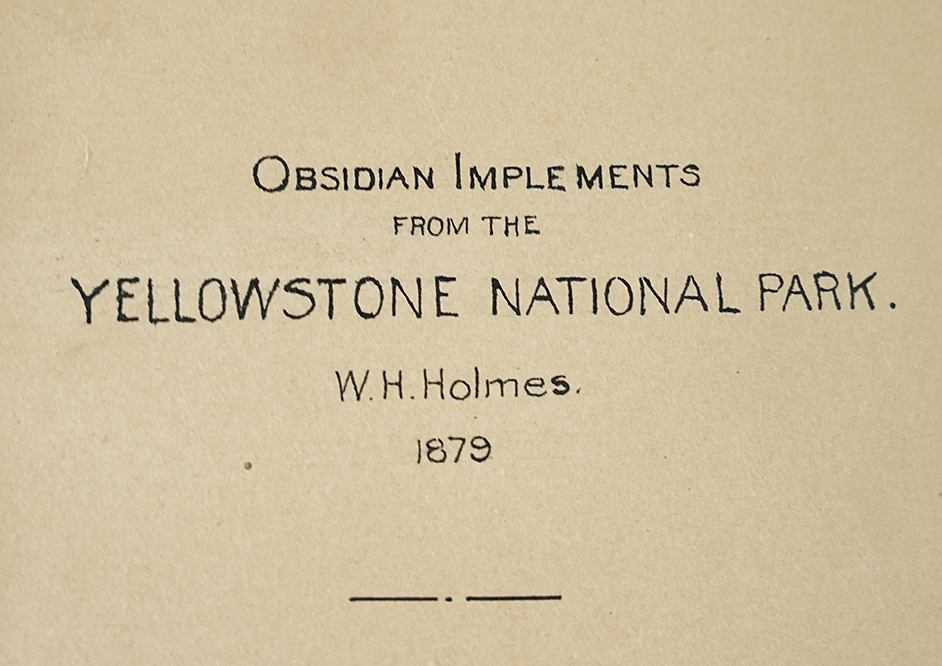 Obsidian Implements
from the
YELLOWSTONE NATIONAL PARK.
W. H. Holmes.
1879